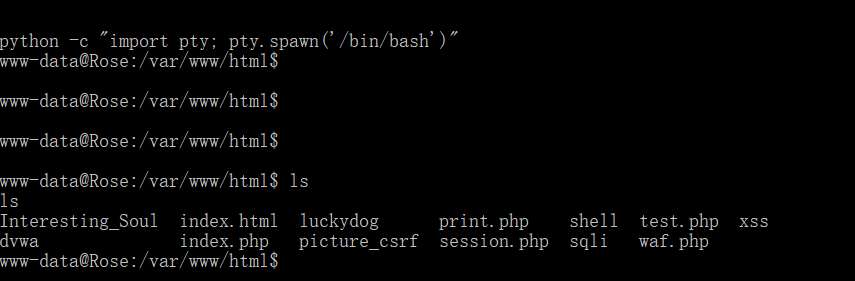 python -c "import pty; pty.spawn('/bin/bash')"
www-data@Rose:/var/www/html$
www-data@Rose:/var/www/html$
www-data@Rose:/var/www/html$
www-data@Rose:/var/www/html$ ls
ls
Interesting_Soul  index.html  luckydog      print.php    shell  test.php  xss
dvwa              index.php   picture_csrf  session.php  sqli   waf.php
www-data@Rose:/var/www/html$